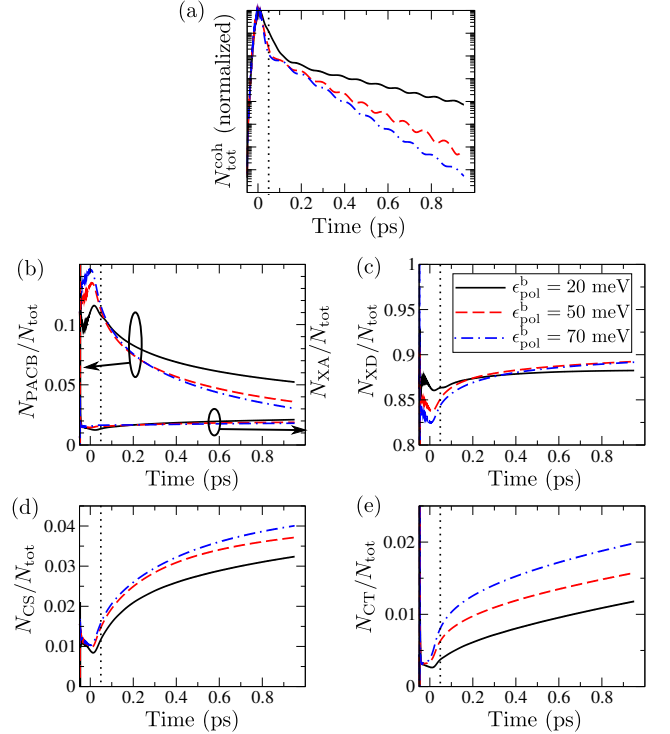 (a)
N_tot^coh (normalized)
0 0.2 0.4 0.6 0.8
Time (ps)
(b)
N_PACB/N_tot
0.1
0.05
0
N_XA/N_tot
0 0.2 0.4 0.6 0.8
Time (ps)
(c)
N_XD/N_tot
1
0.95
0.9
0.85
0.8
ϵ_pol^b = 20 meV
ϵ_pol^b = 50 meV
ϵ_pol^b = 70 meV
0 0.2 0.4 0.6 0.8
Time (ps)
(d)
N_CS/N_tot
0.04
0.03
0.02
0.01
0
0 0.2 0.4 0.6 0.8
Time (ps)
(e)
N_CT/N_tot
0.02
0.01
0
0 0.2 0.4 0.6 0.8
Time (ps)